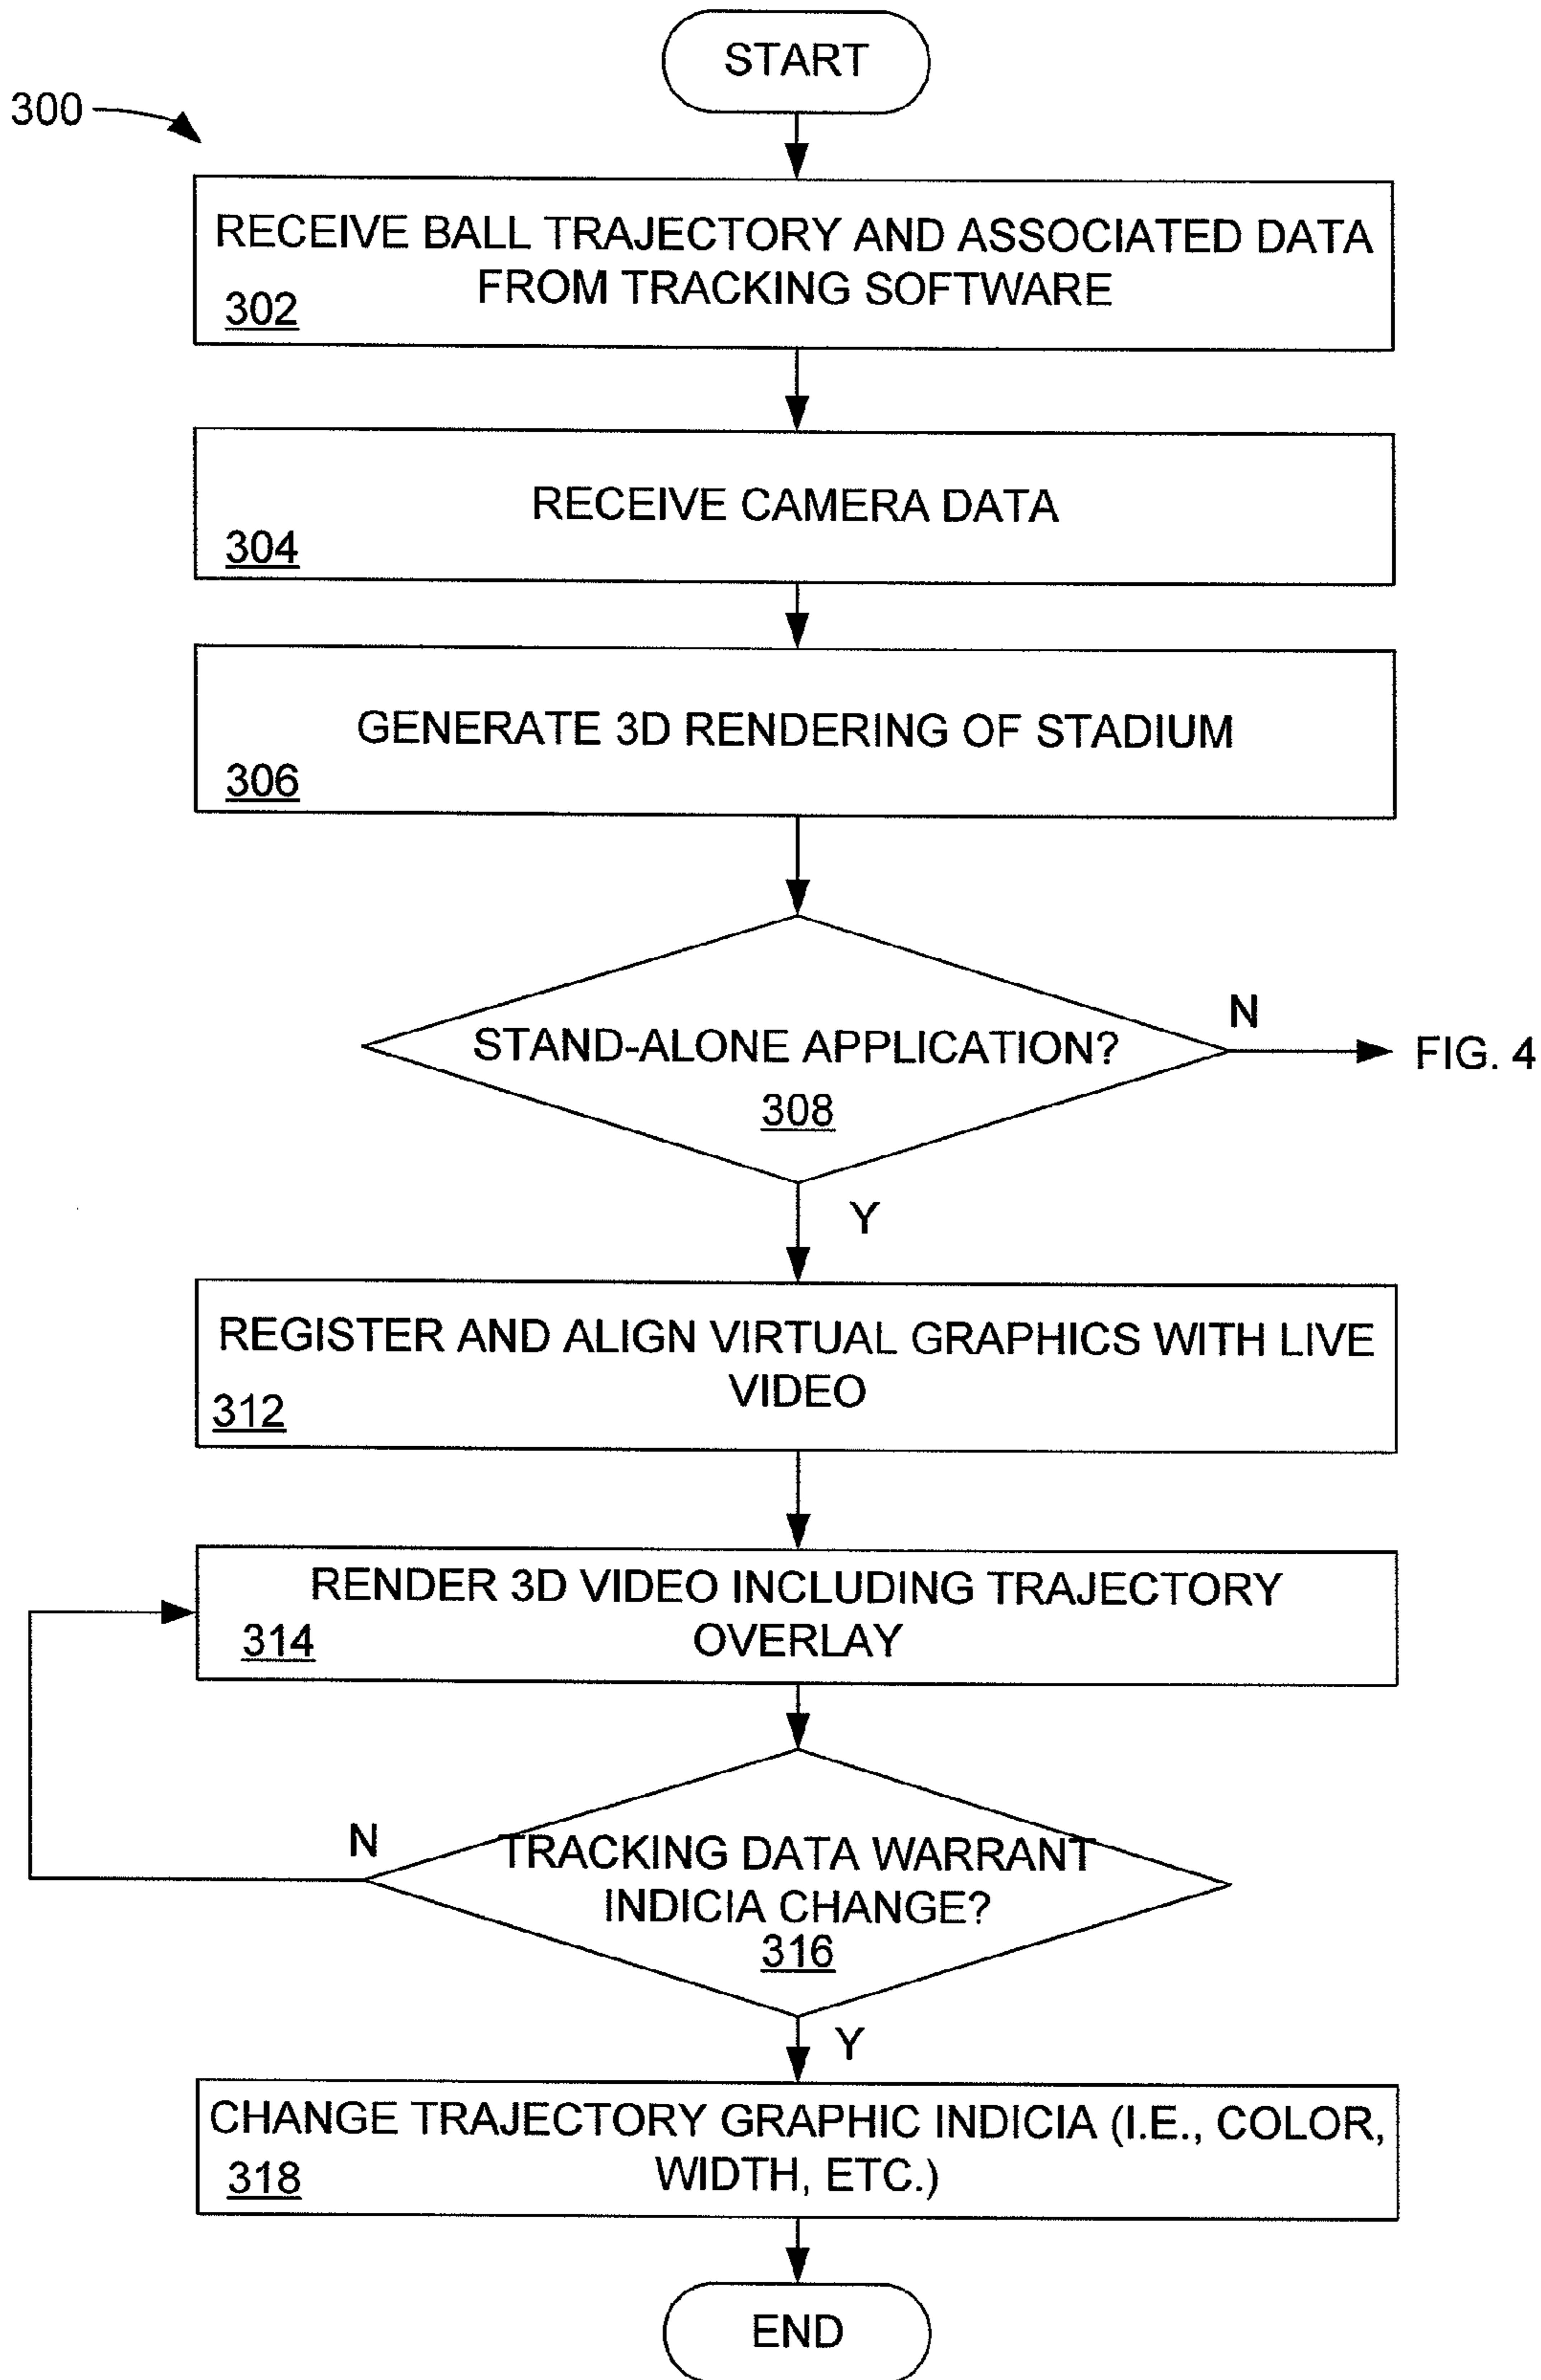 START
300
RECEIVE BALL TRAJECTORY AND ASSOCIATED DATA
FROM TRACKING SOFTWARE
302
RECEIVE CAMERA DATA
304
GENERATE 3D RENDERING OF STADIUM
306
N
STAND-ALONE APPLICATION?
FIG. 4
308
Y
REGISTER AND ALIGN VIRTUAL GRAPHICS WITH LIVE
VIDEO
312
RENDER 3D VIDEO INCLUDING TRAJECTORY
OVERLAY
314
N
TRACKING DATA WARRANT
INDICIA CHANGE?
316
Y
CHANGE TRAJECTORY GRAPHIC INDICIA (I.E., COLOR,
WIDTH, ETC.)
318
END